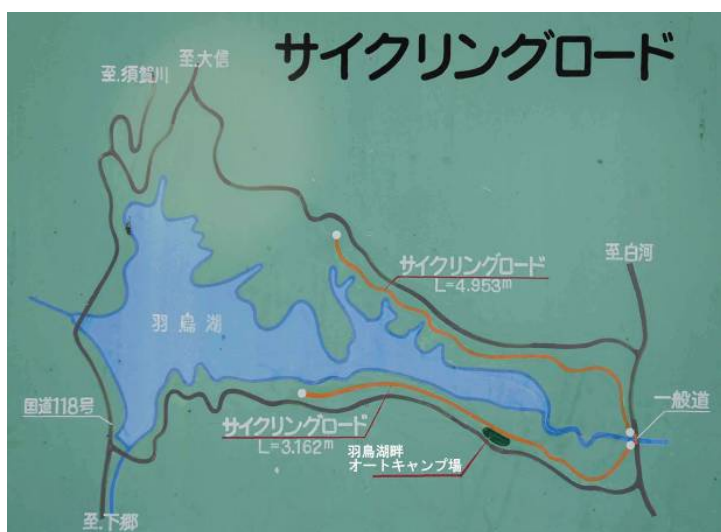 サイクリングロード
至.大信
至.須賀川
サイクリングロード
L=4.953m
至白河
羽鳥湖
国道118号
サイクリングロード
L=3.162m
羽鳥湖畔
オートキャンプ場
一般道
至.下郷